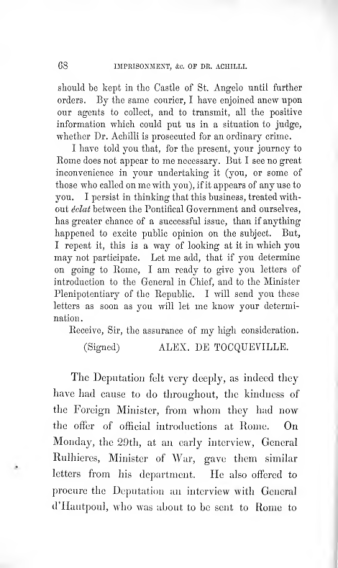 68 IMPRISONMENT, &c. OF DR. ACHILLI.
should be kept in the Castle of St. Angelo until further
orders. By the same courier, I have enjoined anew upon
our agents to collect, and to transmit, all the positive
information which could put us in a situation to judge,
whether Dr. Achilli is prosecuted for an ordinary crime.
I have told you that, for the present, your journey to
Rome does not appear to me necessary. But I see no great
inconvenience in your undertaking it (you, or some of
those who called on me with you), if it appears of any use to
you. I persist in thinking that this business, treated with-
out éclat between the Pontifical Government and ourselves,
has greater chance of a successful issue, than if anything
happened to excite public opinion on the subject. But,
I repeat it, this is a way of looking at it in which you
may not participate. Let me add, that if you determine
on going to Rome, I am ready to give you letters of
introduction to the General in Chief, and to the Minister
Plenipotentiary of the Republic. I will send you these
letters as soon as you will let me know your determi-
nation.
Receive, Sir, the assurance of my high consideration.
(Signed) ALEX. DE TOCQUEVILLE.
The Deputation felt very deeply, as indeed they
have had cause to do throughout, the kindness of
the Foreign Minister, from whom they had now
the offer of official introductions at Rome. On
Monday, the 29th, at an early interview, General
Rulhieres, Minister of War, gave them similar
letters from his department. He also offered to
procure the Deputation an interview with General
d'Hautpoul, who was about to be sent to Rome to